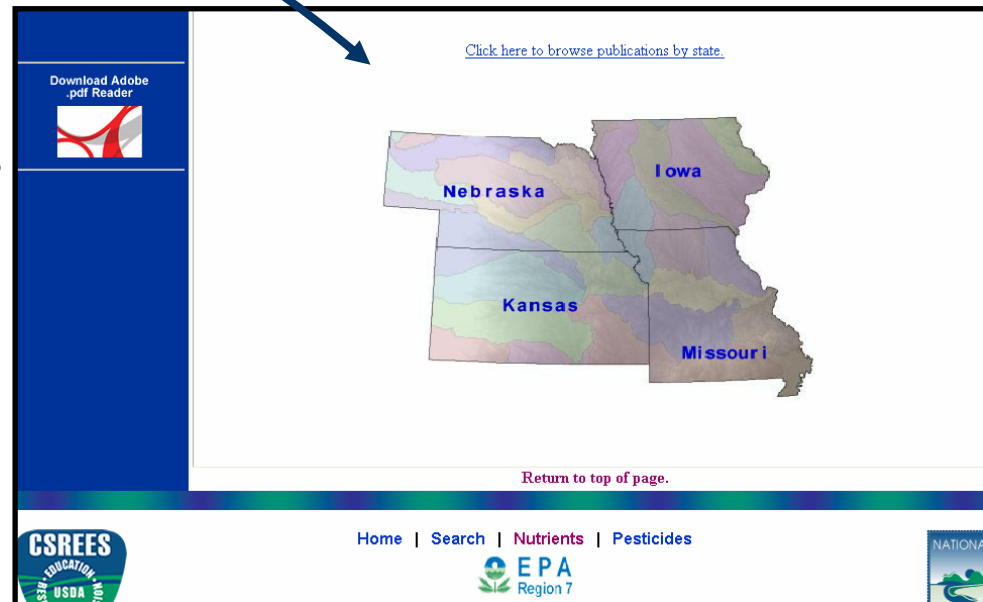 Click here to browse publications by state.
Download Adobe
.pdf Reader
Iowa
Nebraska
Kansas
Missouri
Return to top of page.
Home | Search | Nutrients | Pesticides
CSREES
EDUCATION
USDA
EPA
Region 7